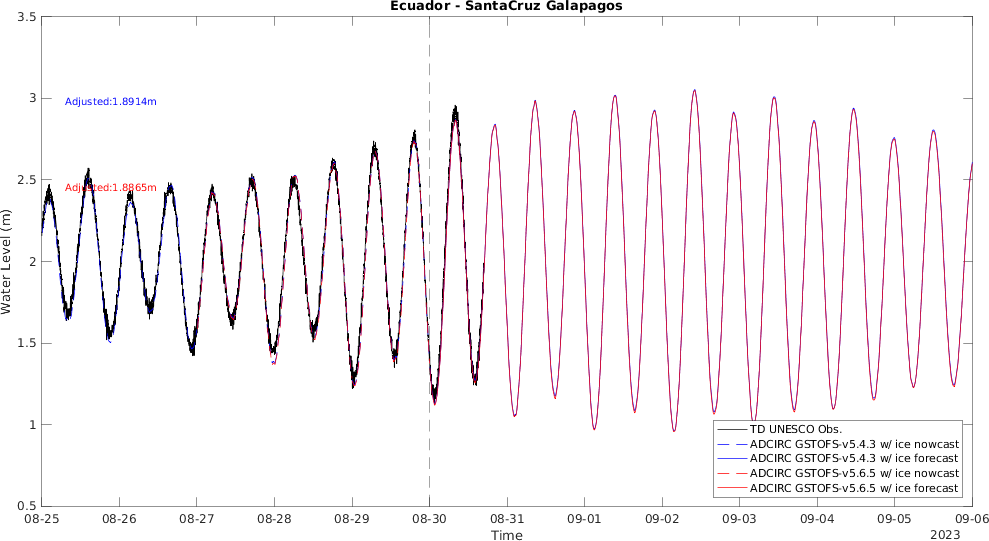 Ecuador - SantaCruz Galapagos
3.5
3
2.5
2
1.5
1
0.5
Water Level (m)
Adjusted:1.8914m
Adjusted:1.8865m
TD UNESCO Obs.
ADCIRC GSTOFS-v5.4.3 w/ ice nowcast
ADCIRC GSTOFS-v5.4.3 w/ ice forecast
ADCIRC GSTOFS-v5.6.5 w/ ice nowcast
ADCIRC GSTOFS-v5.6.5 w/ ice forecast
08-25 08-26 08-27 08-28 08-29 08-30 08-31 09-01 09-02 09-03 09-04 09-05 09-06
Time
2023